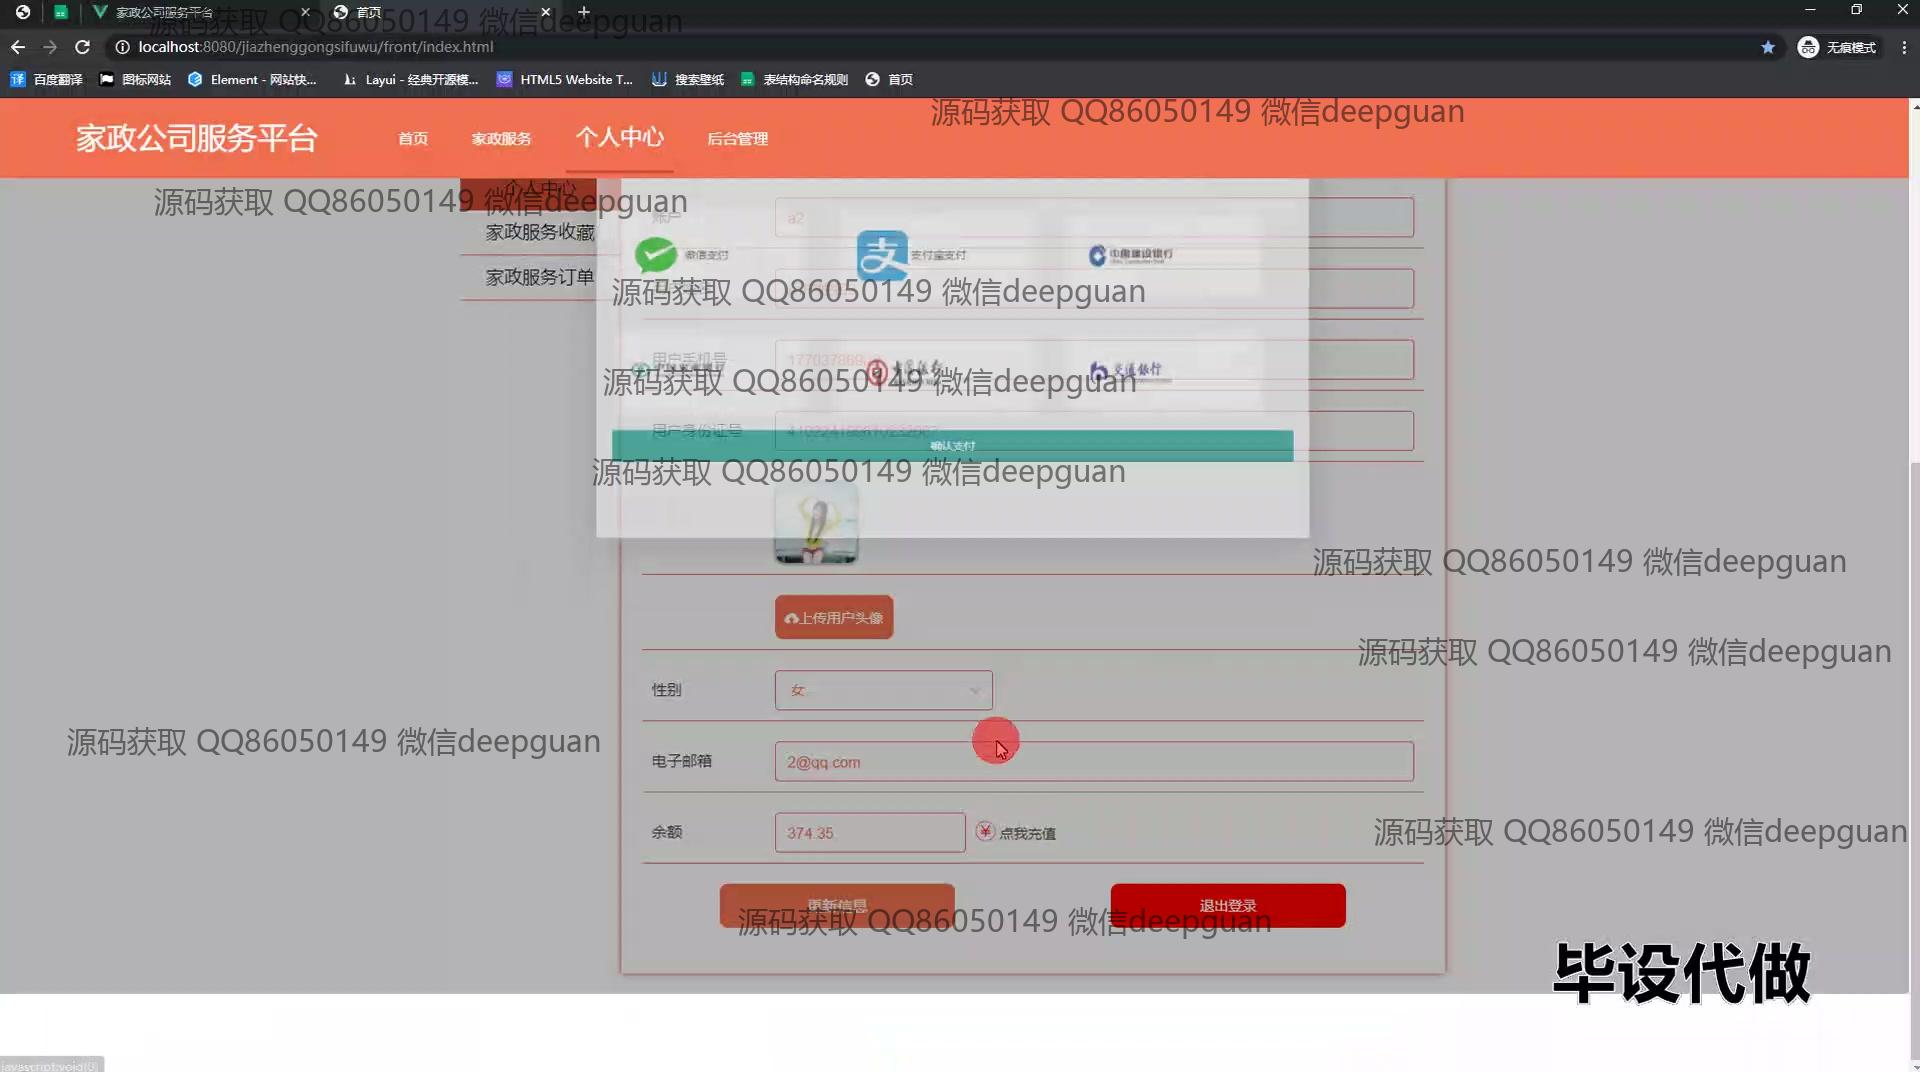 家政公司服务平台
首页
源码获取 QQ86050149 微信deepguan
localhost:8080/jiazhenggongsifuwu/front/index.html
无痕模式
百度翻译
图标网站
Element - 网站快...
Layui - 经典开源模...
HTML5 Website T...
搜索壁纸
表结构命名规则
首页
源码获取 QQ86050149 微信deepguan
家政公司服务平台
首页
家政服务
个人中心
后台管理
个人中心
源码获取 QQ86050149 微信deepguan
账户
a2
家政服务收藏
微信支付
支付宝支付
中国建设银行
家政服务订单
源码获取 QQ86050149 微信deepguan
用户手机号
交通银行
源码获取 QQ86050149 微信deepguan
用户身份证号
确认支付
源码获取 QQ86050149 微信deepguan
源码获取 QQ86050149 微信deepguan
上传用户头像
源码获取 QQ86050149 微信deepguan
性别
女
源码获取 QQ86050149 微信deepguan
电子邮箱
2@qq.com
余额
374.35
点我充值
源码获取 QQ86050149 微信deepguan
更新信息
退出登录
源码获取 QQ86050149 微信deepguan
毕设代做
javascript:void(0)